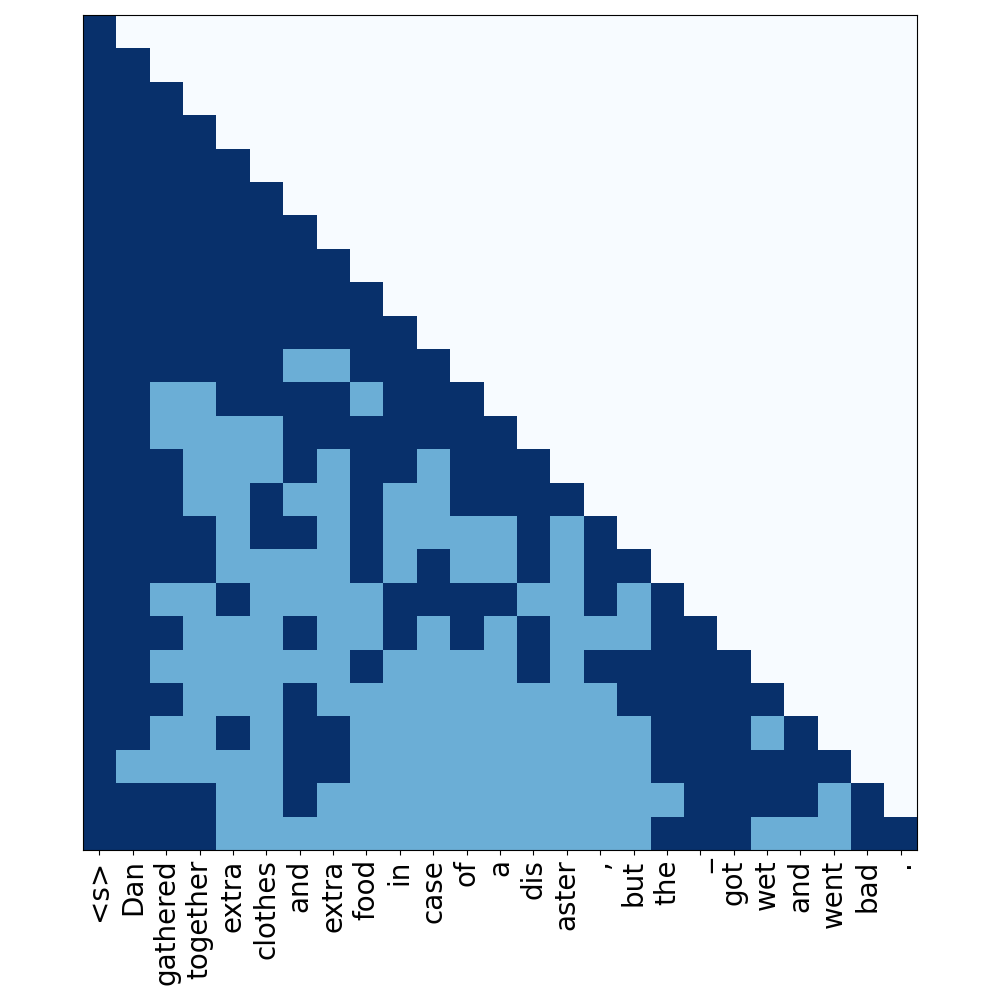 <s> Dan gathered together extra clothes and extra food in case of a dis aster , but the _ got wet and went bad .